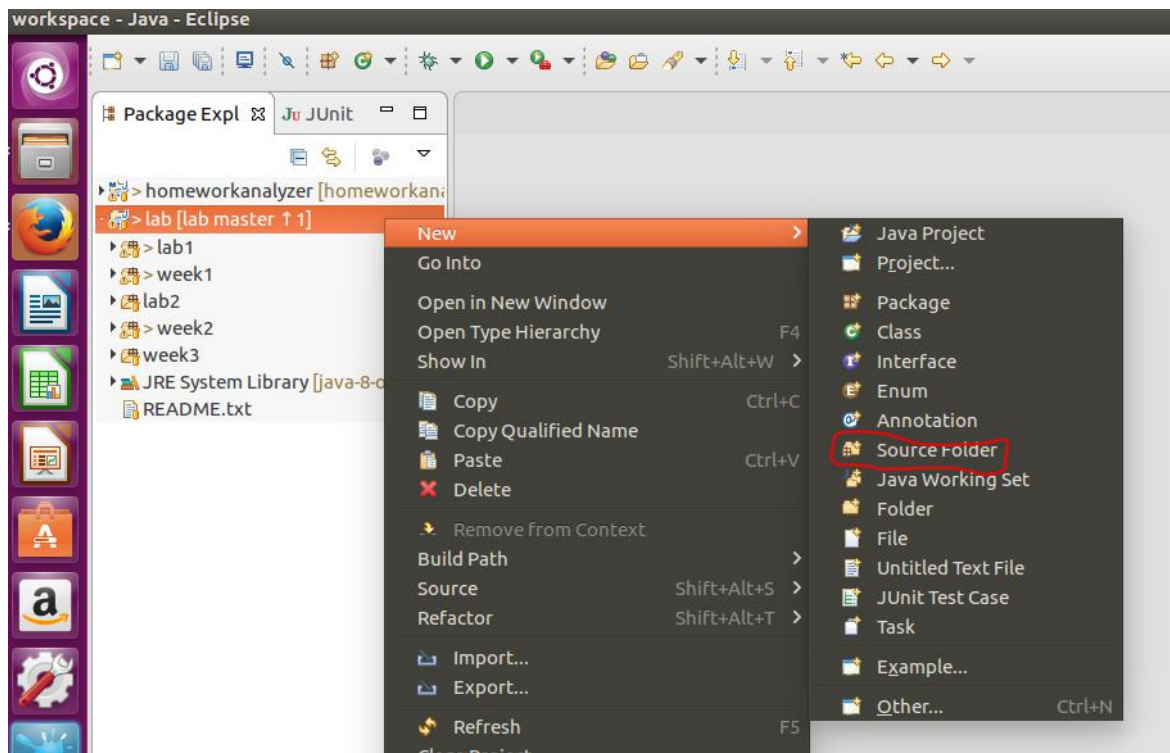 workspace - Java - Eclipse
Package Expl
JUnit
> homeworkanalyzer [homeworkan
> lab [lab master ↑ 1]
> lab1
> week1
lab2
> week2
week3
JRE System Library [java-8-o
README.txt
New
Go Into
Open in New Window
Open Type Hierarchy F4
Show In Shift+Alt+W
Copy Ctrl+C
Copy Qualified Name
Paste Ctrl+V
Delete
Remove from Context
Build Path
Source Shift+Alt+S
Refactor Shift+Alt+T
Import...
Export...
Refresh F5
Close Project
Java Project
Project...
Package
Class
Interface
Enum
Annotation
Source Folder
Java Working Set
Folder
File
Untitled Text File
JUnit Test Case
Task
Example...
Other... Ctrl+N